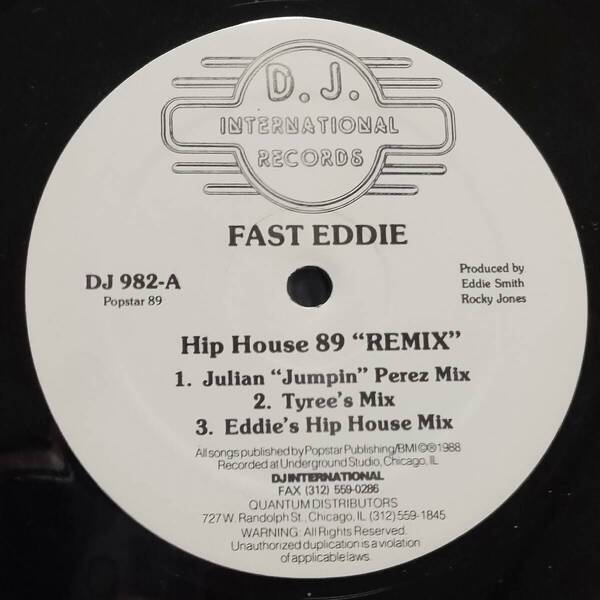 D. J.
INTERNATIONAL
RECORDS
FAST EDDIE
DJ 982-A
Popstar 89
Produced by
Eddie Smith
Rocky Jones
Hip House 89 “REMIX”
1. Julian “Jumpin” Perez Mix
2. Tyree's Mix
3. Eddie's Hip House Mix
All songs published by Popstar Publishing/BMI ©℗ 1988
Recorded at Underground Studio, Chicago, IL
DJ INTERNATIONAL
FAX (312) 559-0286
QUANTUM DISTRIBUTORS
727 W. Randolph St., Chicago, IL (312) 559-1845
WARNING: All Rights Reserved.
Unauthorized duplication is a violation
of applicable laws.